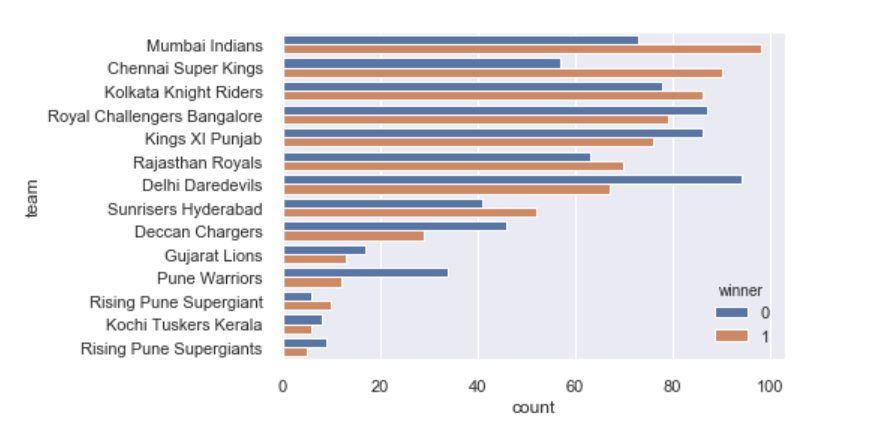 Mumbai Indians
Chennai Super Kings
Kolkata Knight Riders
Royal Challengers Bangalore
Kings XI Punjab
Rajasthan Royals
Delhi Daredevils
Sunrisers Hyderabad
Deccan Chargers
Gujarat Lions
Pune Warriors
Rising Pune Supergiant
Kochi Tuskers Kerala
Rising Pune Supergiants
team
winner
0
1
0 20 40 60 80 100
count